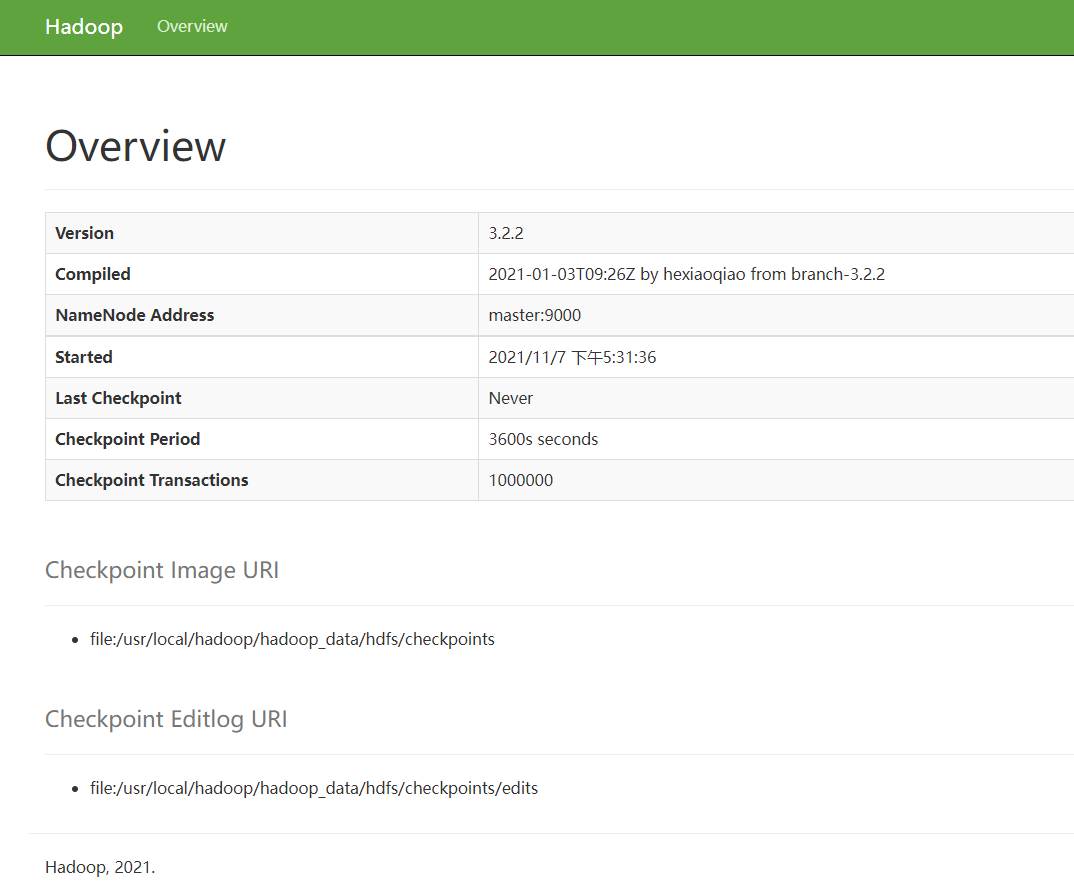 Hadoop Overview
Overview
Version 3.2.2
Compiled 2021-01-03T09:26Z by hexiaoqiao from branch-3.2.2
NameNode Address master:9000
Started 2021/11/7 下午5:31:36
Last Checkpoint Never
Checkpoint Period 3600s seconds
Checkpoint Transactions 1000000
Checkpoint Image URI
• file:/usr/local/hadoop/hadoop_data/hdfs/checkpoints
Checkpoint Editlog URI
• file:/usr/local/hadoop/hadoop_data/hdfs/checkpoints/edits
Hadoop, 2021.